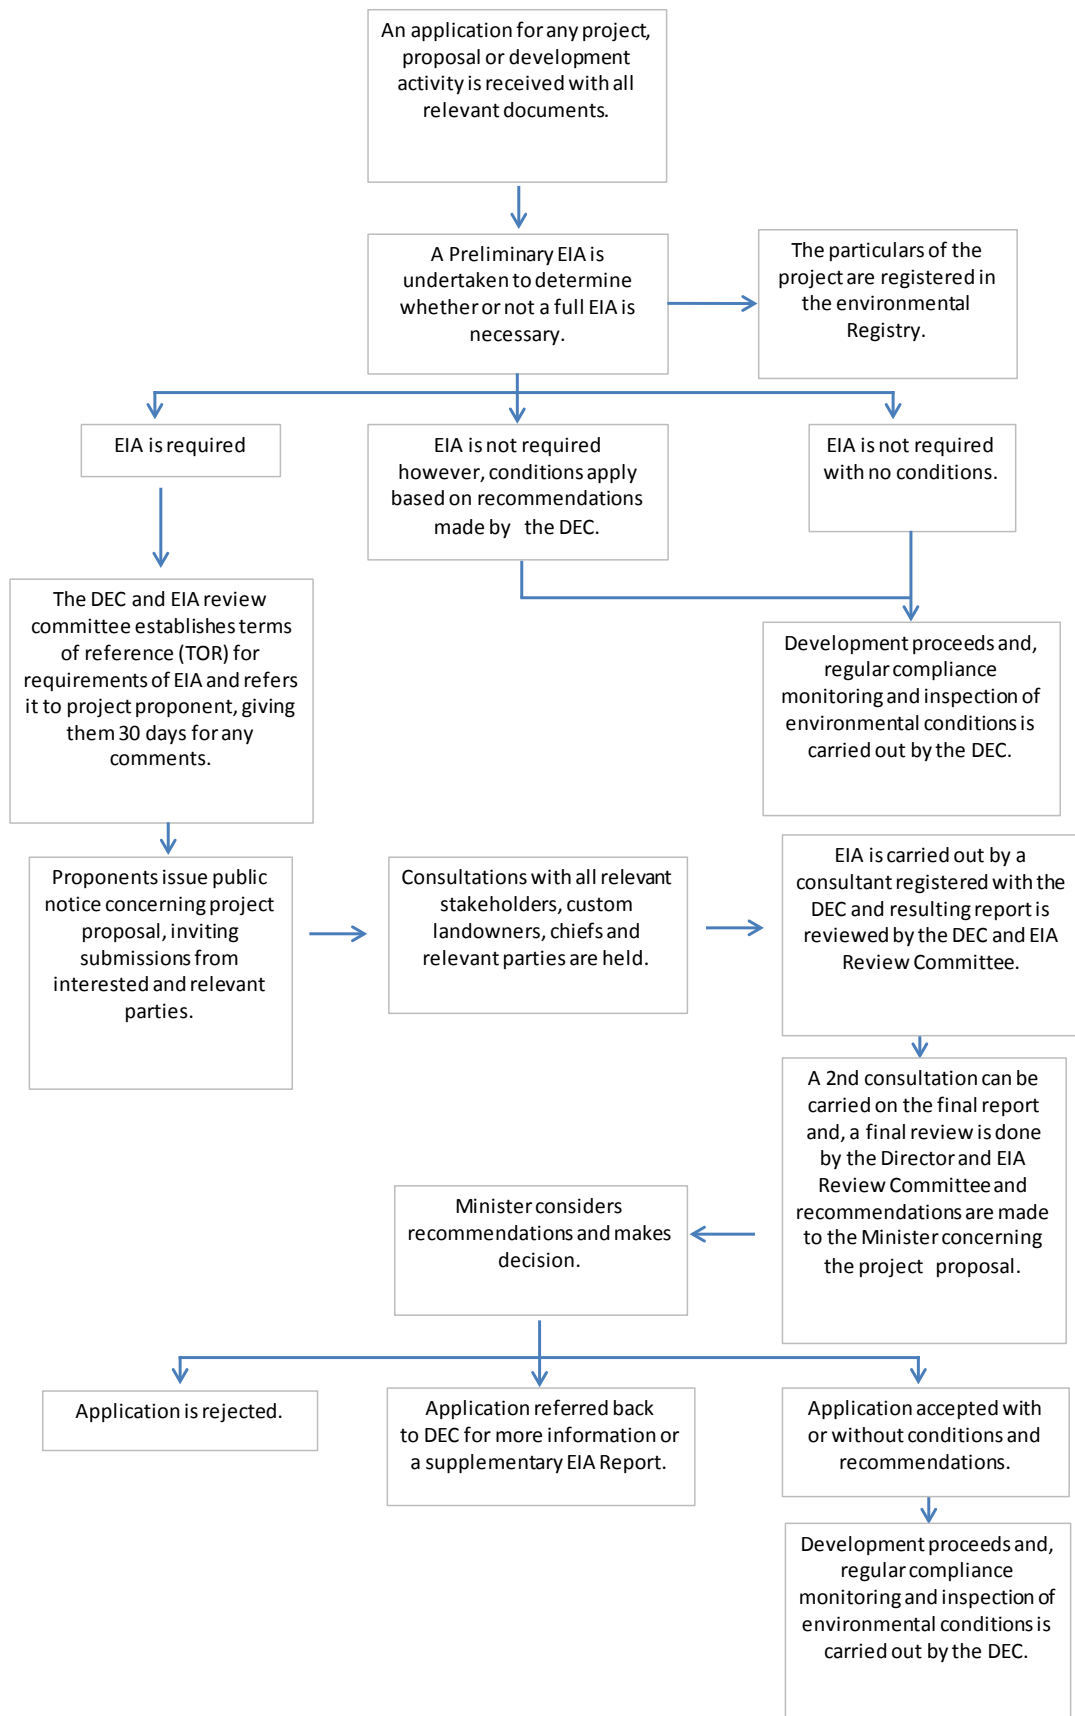 An application for any project,
proposal or development
activity is received with all
relevant documents.
A Preliminary EIA is
undertaken to determine
whether or not a full EIA is
necessary.
The particulars of the
project are registered in
the environmental
Registry.
EIA is required
EIA is not required
however, conditions apply
based on recommendations
made by the DEC.
EIA is not required
with no conditions.
The DEC and EIA review
committee establishes terms
of reference (TOR) for
requirements of EIA and refers
it to project proponent, giving
them 30 days for any
comments.
Development proceeds and,
regular compliance
monitoring and inspection of
environmental conditions is
carried out by the DEC.
Proponents issue public
notice concerning project
proposal, inviting
submissions from
interested and relevant
parties.
Consultations with all relevant
stakeholders, custom
landowners, chiefs and
relevant parties are held.
EIA is carried out by a
consultant registered with the
DEC and resulting report is
reviewed by the DEC and EIA
Review Committee.
A 2nd consultation can be
carried on the final report
and, a final review is done
by the Director and EIA
Review Committee and
recommendations are made
to the Minister concerning
the project proposal.
Minister considers
recommendations and makes
decision.
Application is rejected.
Application referred back
to DEC for more information or
a supplementary EIA Report.
Application accepted with
or without conditions and
recommendations.
Development proceeds and,
regular compliance
monitoring and inspection of
environmental conditions is
carried out by the DEC.